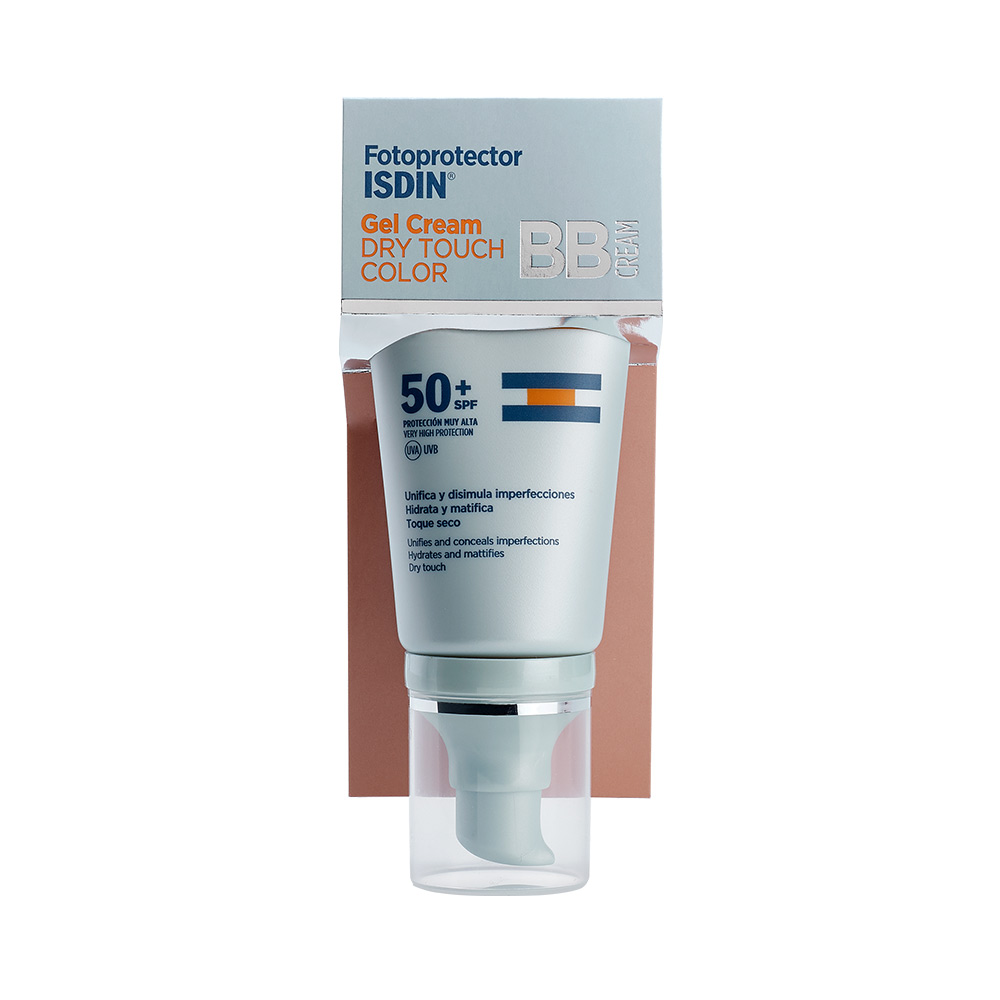 Fotoprotector
ISDIN®
Gel Cream
DRY TOUCH
COLOR
BB CREAM
50+
SPF
PROTECCIÓN MUY ALTA
VERY HIGH PROTECTION
UVA UVB
Unifica y disimula imperfecciones
Hidrata y matifica
Toque seco
Unifies and conceals imperfections
Hydrates and mattifies
Dry touch